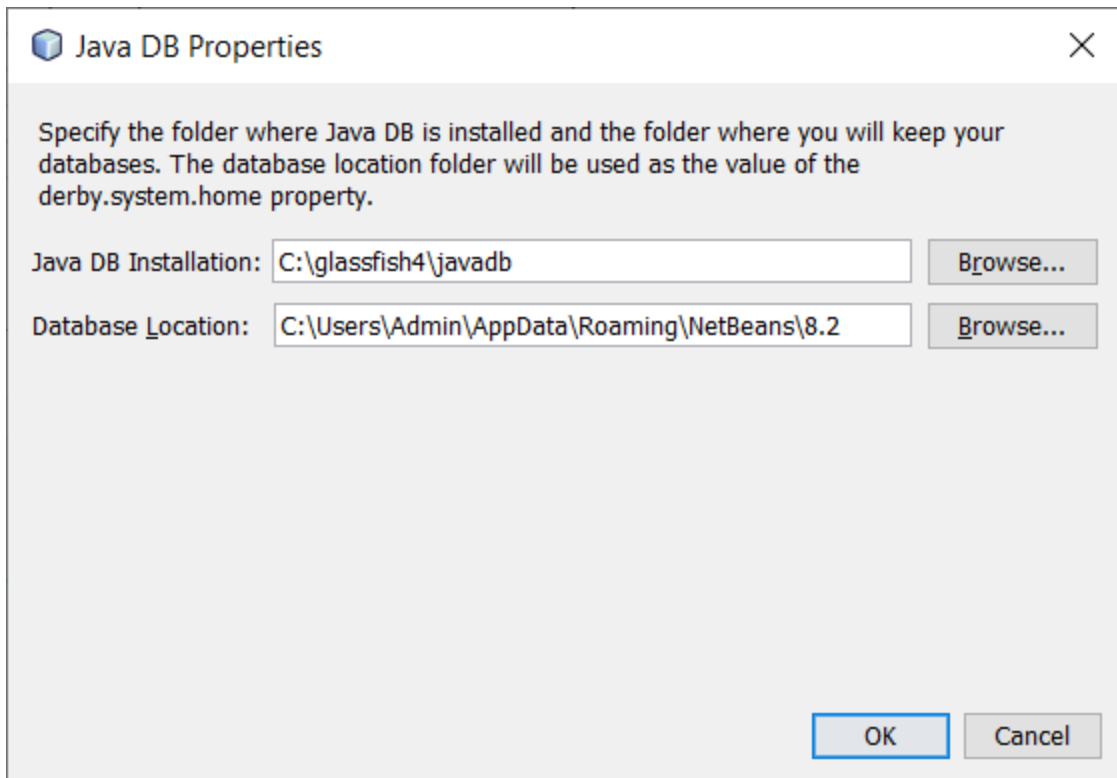 Java DB Properties
Specify the folder where Java DB is installed and the folder where you will keep your
databases. The database location folder will be used as the value of the
derby.system.home property.
Java DB Installation: C:\glassfish4\javadb Browse...
Database Location: C:\Users\Admin\AppData\Roaming\NetBeans\8.2 Browse...
OK Cancel